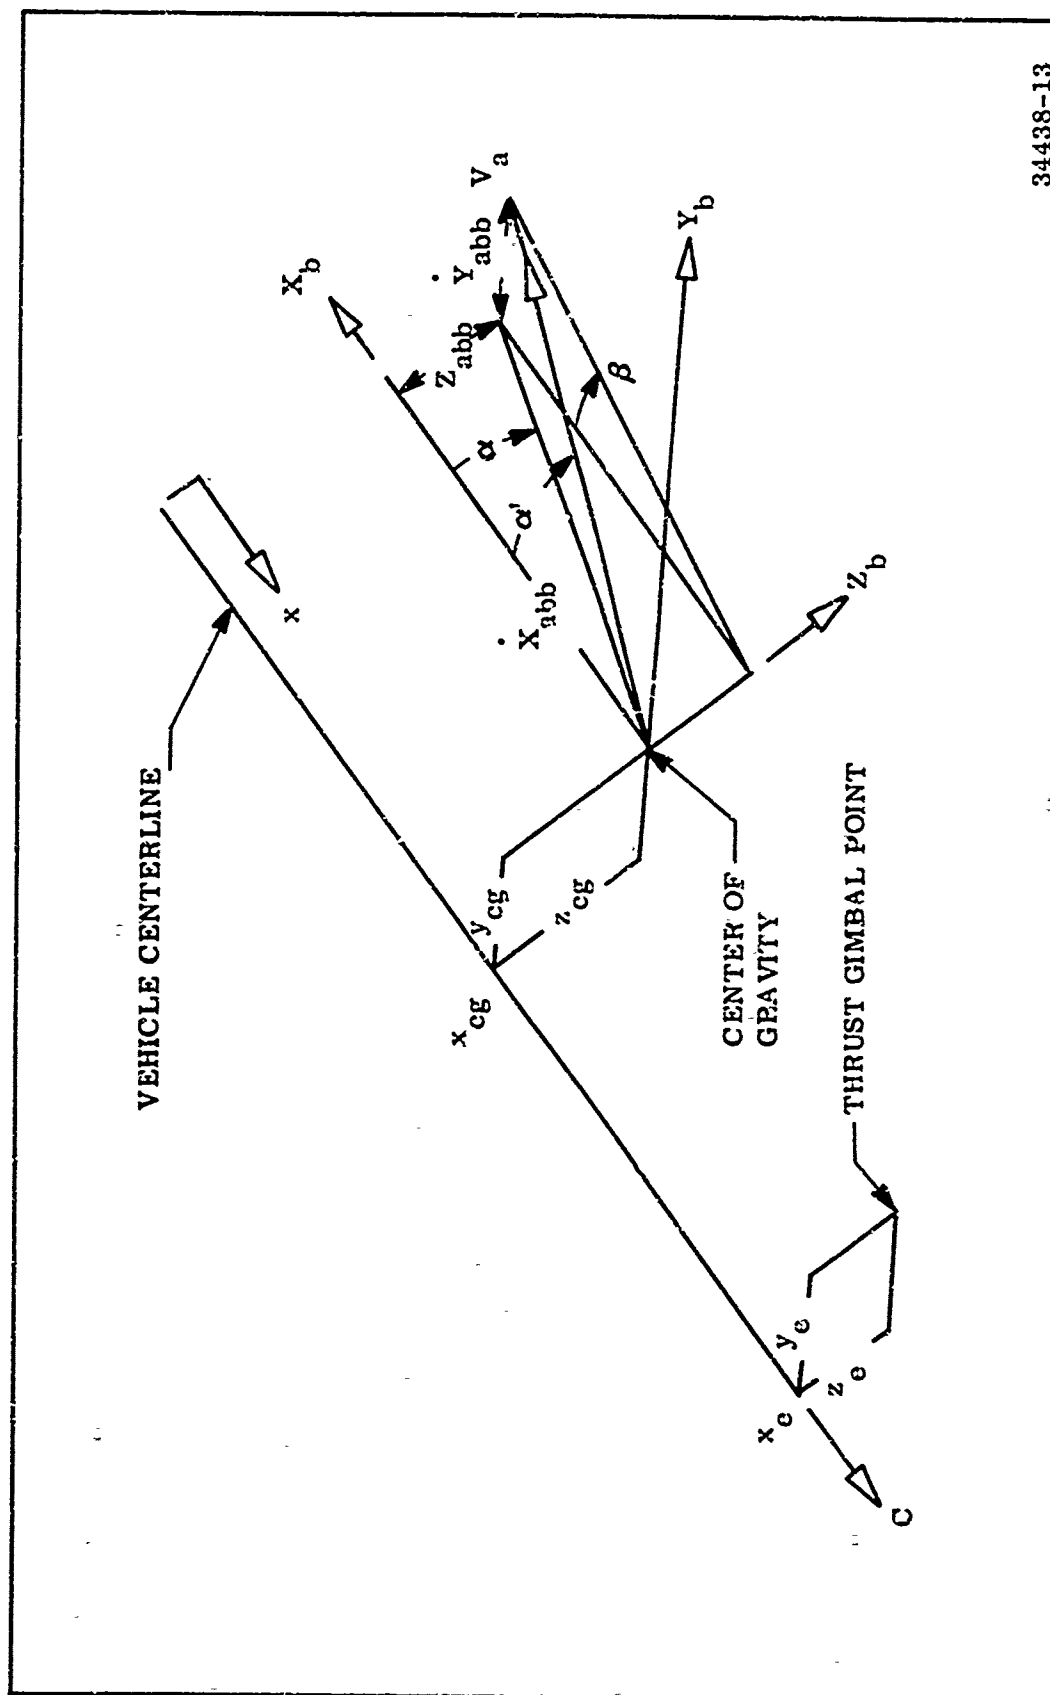 VEHICLE CENTERLINE
x
X_b
Ż_abb
Ẏ_abb
V_a
α
α'
Ẋ_abb
β
Y_b
Z_b
y_cg
x_cg
z_cg
CENTER OF
GRAVITY
THRUST GIMBAL POINT
y_e
x_e
z_e
C
34438-13